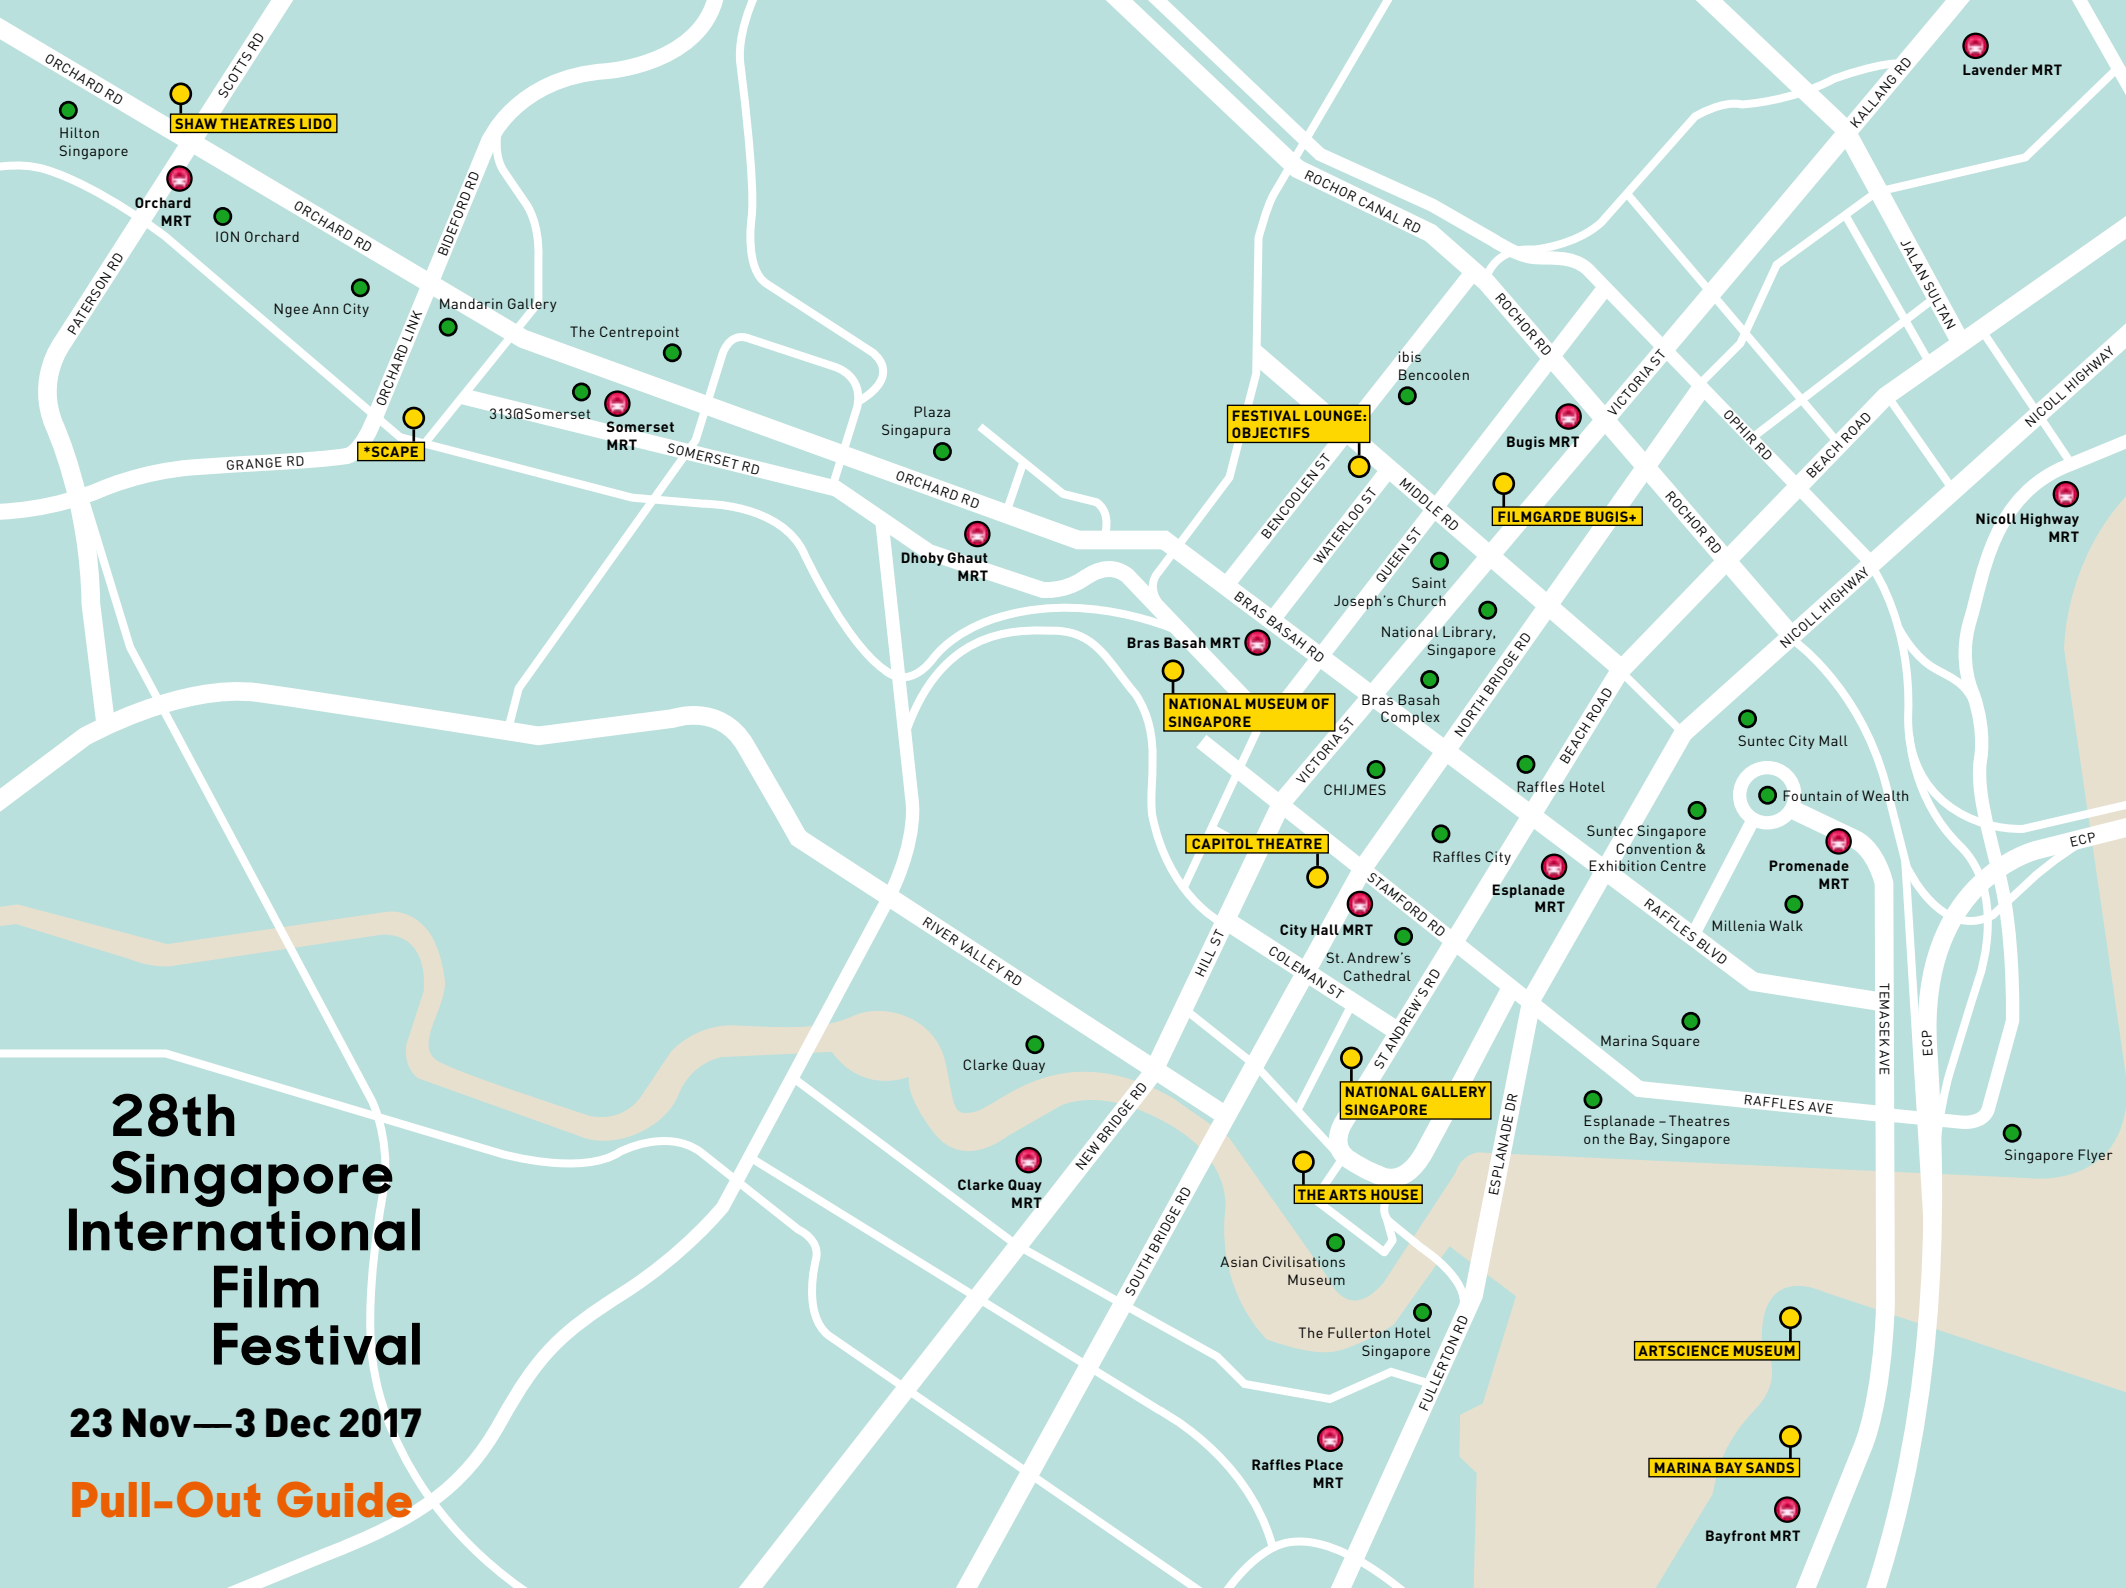 ORCHARD RD
SCOTTS RD
Hilton
Singapore
SHAW THEATRES LIDO
Orchard
MRT
ION Orchard
ORCHARD RD
BIDEFORD RD
PATERSON RD
Ngee Ann City
Mandarin Gallery
ORCHARD LINK
The Centrepoint
313@Somerset
Somerset
MRT
*SCAPE
GRANGE RD
SOMERSET RD
Plaza
Singapura
ORCHARD RD
Dhoby Ghaut
MRT
Lavender MRT
KALLANG RD
ROCHOR CANAL RD
JALAN SULTAN
ROCHOR RD
VICTORIA ST
ibis
Bencoolen
FESTIVAL LOUNGE:
OBJECTIFS
Bugis MRT
OPHIR RD
BEACH ROAD
NICOLL HIGHWAY
BENCOOLEN ST
WATERLOO ST
QUEEN ST
MIDDLE RD
FILMGARDE BUGIS+
ROCHOR RD
Nicoll Highway
MRT
Saint
Joseph's Church
BRAS BASAH RD
National Library,
Singapore
NICOLL HIGHWAY
Bras Basah MRT
NORTH BRIDGE RD
NATIONAL MUSEUM OF
SINGAPORE
Bras Basah
Complex
BEACH ROAD
VICTORIA ST
Suntec City Mall
CHIJMES
Raffles Hotel
Fountain of Wealth
Suntec Singapore
Convention &
Exhibition Centre
ECP
CAPITOL THEATRE
Raffles City
Promenade
MRT
Esplanade
MRT
STAMFORD RD
City Hall MRT
RAFFLES BLVD
Millenia Walk
HILL ST
COLEMAN ST
St. Andrew's
Cathedral
RIVER VALLEY RD
ST ANDREW'S RD
TEMASEK AVE
ECP
Marina Square
Clarke Quay
NATIONAL GALLERY
SINGAPORE
ESPLANADE DR
RAFFLES AVE
Esplanade – Theatres
on the Bay, Singapore
Singapore Flyer
NEW BRIDGE RD
Clarke Quay
MRT
THE ARTS HOUSE
SOUTH BRIDGE RD
Asian Civilisations
Museum
The Fullerton Hotel
Singapore
FULLERTON RD
ARTSCIENCE MUSEUM
Raffles Place
MRT
MARINA BAY SANDS
Bayfront MRT
28th
Singapore
International
Film
Festival
23 Nov—3 Dec 2017
Pull-Out Guide